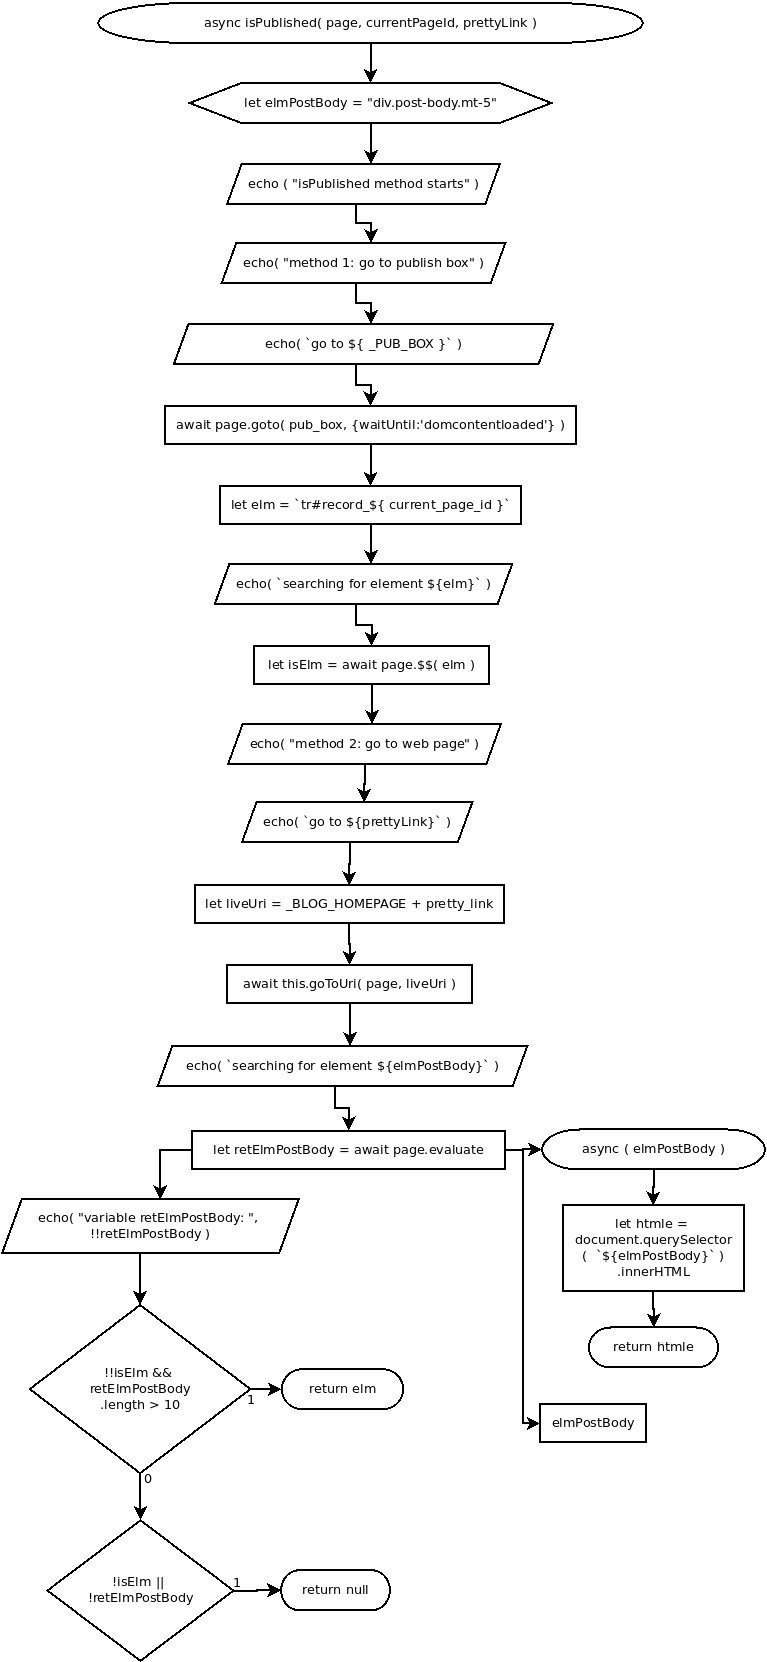 async isPublished( page, currentPageId, prettyLink )
let elmPostBody = "div.post-body.mt-5"
echo ( "isPublished method starts" )
echo( "method 1: go to publish box" )
echo( `go to ${ _PUB_BOX }` )
await page.goto( pub_box, {waitUntil:'domcontentloaded'} )
let elm = `tr#record_${ current_page_id }`
echo( `searching for element ${elm}` )
let isElm = await page.$$( elm )
echo( "method 2: go to web page" )
echo( `go to ${prettyLink}` )
let liveUri = _BLOG_HOMEPAGE + pretty_link
await this.goToUri( page, liveUri )
echo( `searching for element ${elmPostBody}` )
let retElmPostBody = await page.evaluate
async ( elmPostBody )
let htmle =
document.querySelector
( `${elmPostBody}` )
.innerHTML
return htmle
elmPostBody
echo( "variable retElmPostBody: ",
!!retElmPostBody )
!!isElm &&
retElmPostBody
.length > 10
1
return elm
0
!isElm ||
!retElmPostBody
1
return null